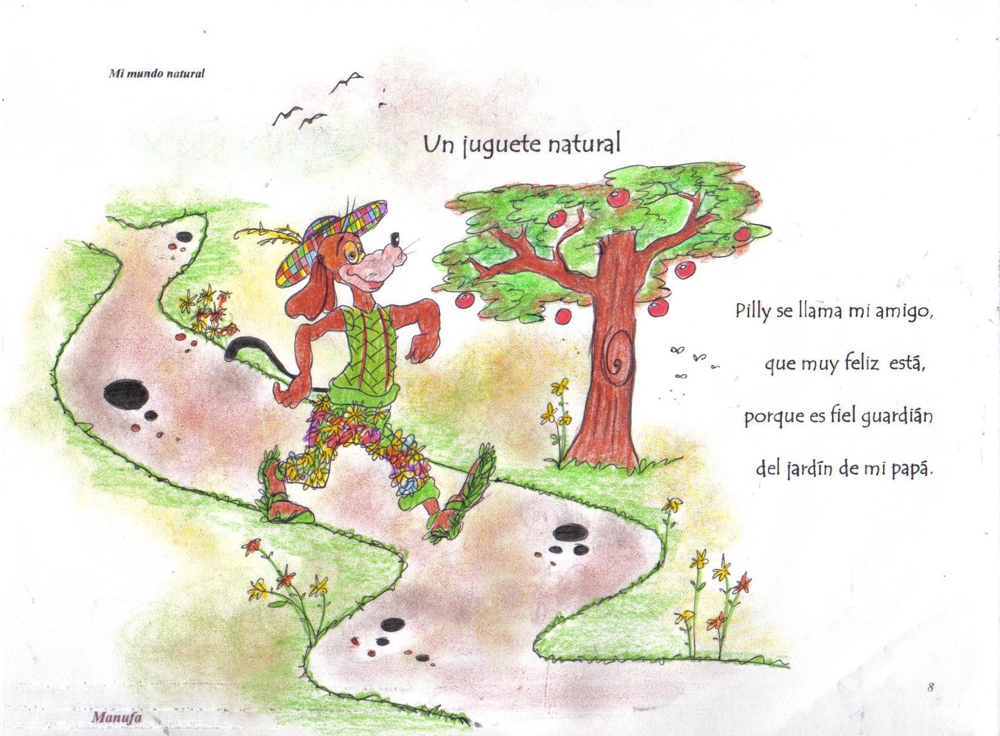 Mi mundo natural
Un juguete natural
Pilly se llama mi amigo,
que muy feliz está,
porque es fiel guardián
del jardín de mi papá.
8
Manufa